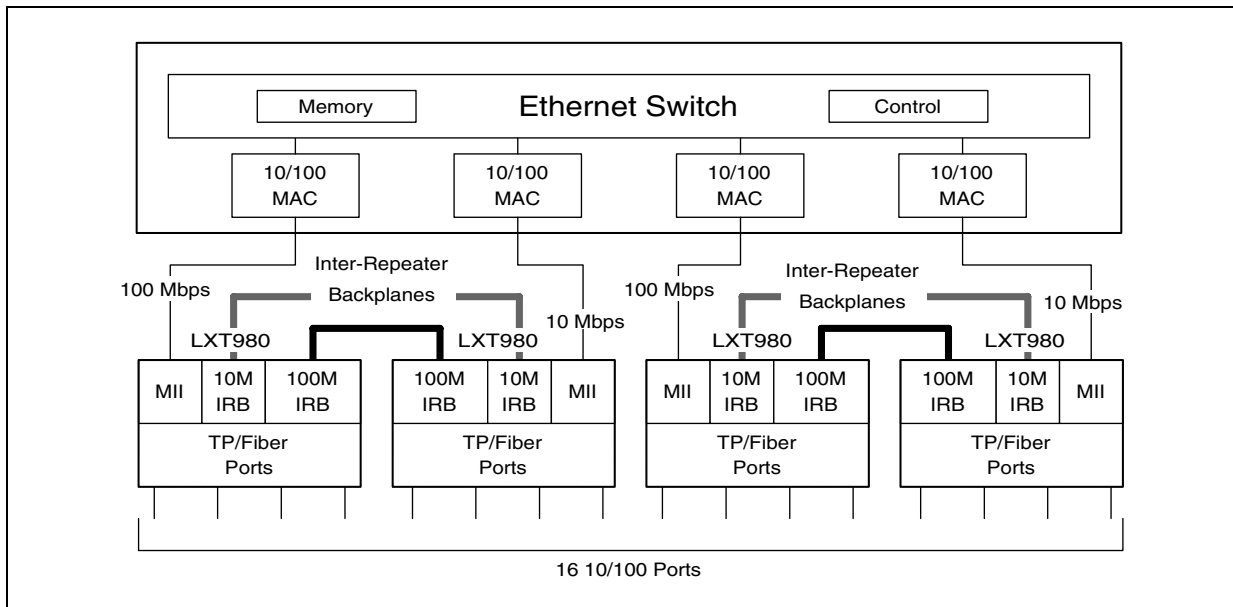 Memory
Ethernet Switch
Control
10/100
MAC
10/100
MAC
10/100
MAC
10/100
MAC
Inter-Repeater
Backplanes
Inter-Repeater
Backplanes
100 Mbps
10 Mbps
100 Mbps
10 Mbps
LXT980
LXT980
LXT980
LXT980
MII
10M
IRB
100M
IRB
100M
IRB
10M
IRB
MII
MII
10M
IRB
100M
IRB
100M
IRB
10M
IRB
MII
TP/Fiber
Ports
TP/Fiber
Ports
TP/Fiber
Ports
TP/Fiber
Ports
16 10/100 Ports